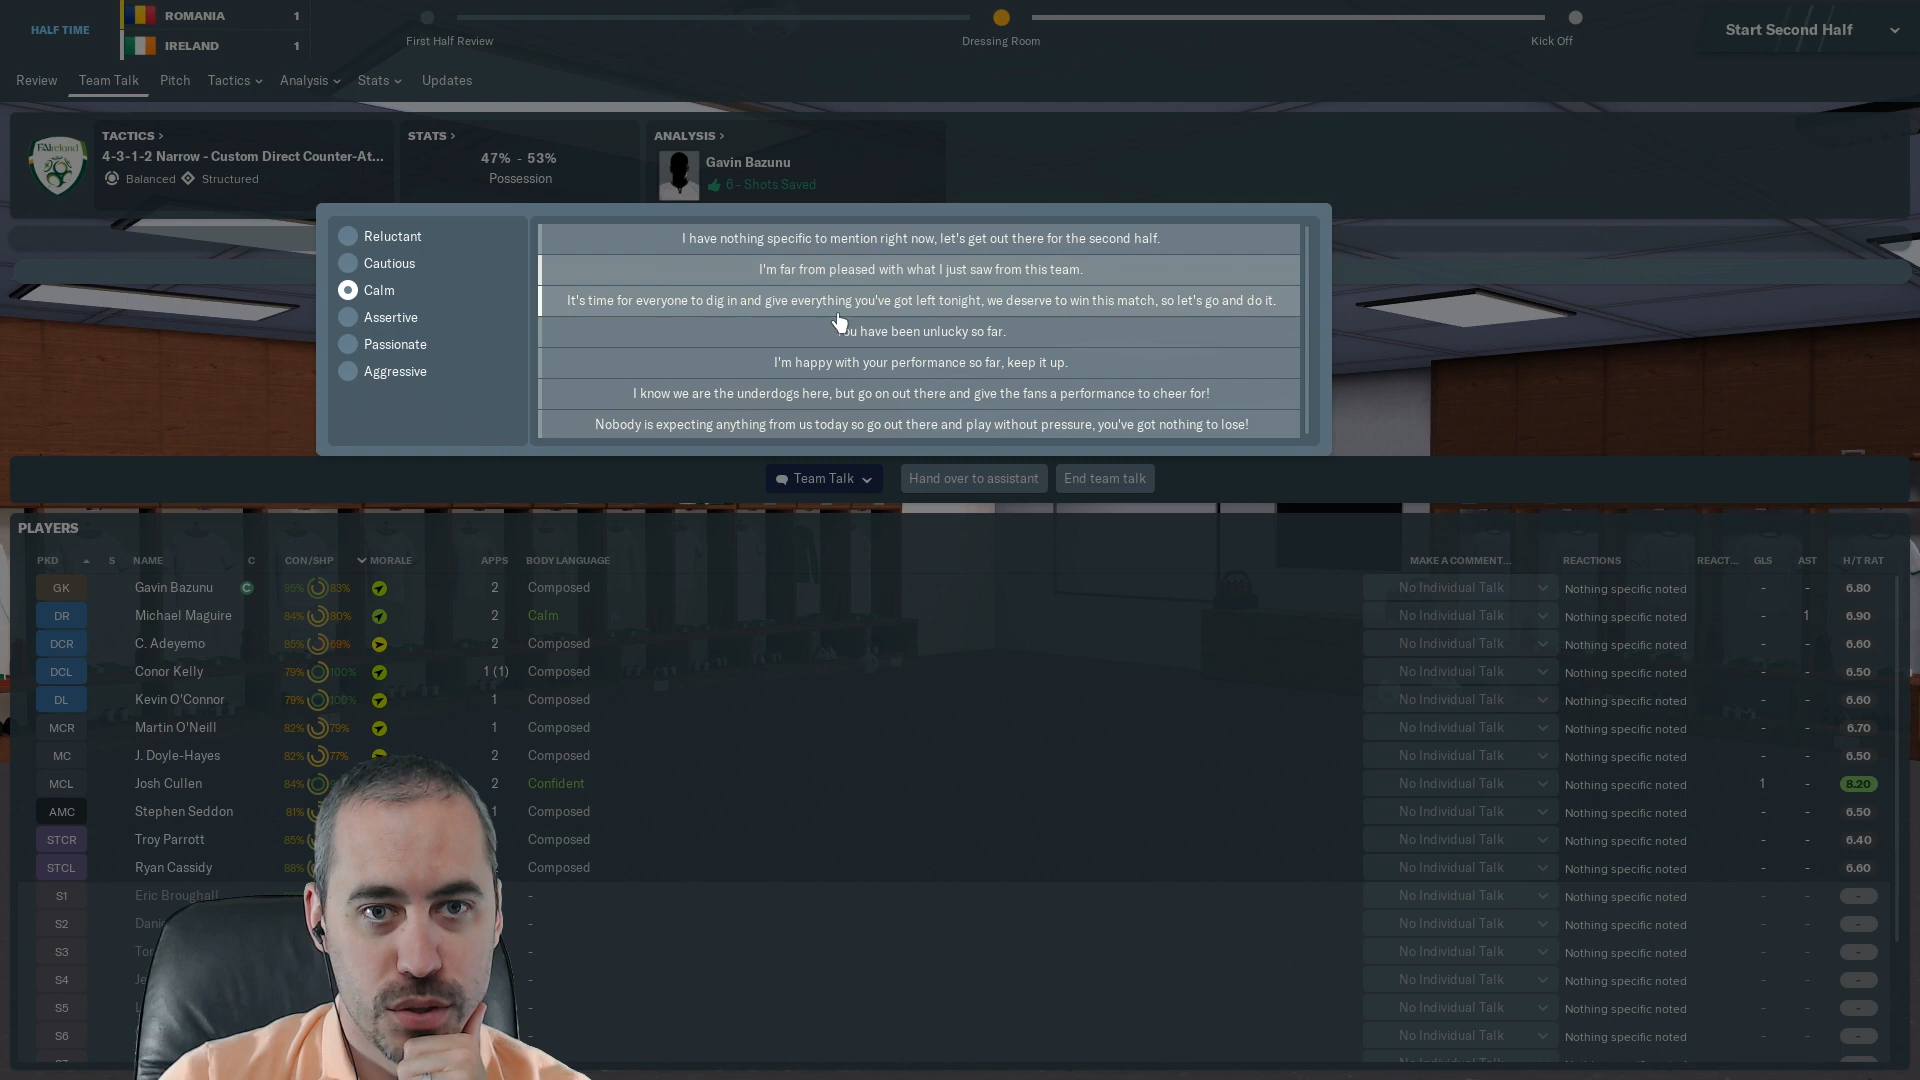 HALF TIME
ROMANIA 1
IRELAND 1
First Half Review
Dressing Room
Kick Off
Start Second Half
Review
Team Talk
Pitch
Tactics
Analysis
Stats
Updates
FAIreland
TACTICS >
4-3-1-2 Narrow - Custom Direct Counter-At...
Balanced Structured
STATS >
47% - 53%
Possession
ANALYSIS >
Gavin Bazunu
6 - Shots Saved
Reluctant
Cautious
Calm
Assertive
Passionate
Aggressive
I have nothing specific to mention right now, let's get out there for the second half.
I'm far from pleased with what I just saw from this team.
It's time for everyone to dig in and give everything you've got left tonight, we deserve to win this match, so let's go and do it.
You have been unlucky so far.
I'm happy with your performance so far, keep it up.
I know we are the underdogs here, but go on out there and give the fans a performance to cheer for!
Nobody is expecting anything from us today so go out there and play without pressure, you've got nothing to lose!
Team Talk
Hand over to assistant
End team talk
PLAYERS
PKD S NAME C CON/SHP MORALE APPS BODY LANGUAGE MAKE A COMMENT... REACTIONS REACT... GLS AST H/T RAT
GK Gavin Bazunu C 95% 83% 2 Composed No Individual Talk Nothing specific noted - - 6.80
DR Michael Maguire 84% 80% 2 Calm No Individual Talk Nothing specific noted - 1 6.90
DCR C. Adeyemo 85% 69% 2 Composed No Individual Talk Nothing specific noted - - 6.60
DCL Conor Kelly 79% 100% 1 (1) Composed No Individual Talk Nothing specific noted - - 6.50
DL Kevin O'Connor 79% 100% 1 Composed No Individual Talk Nothing specific noted - - 6.60
MCR Martin O'Neill 82% 79% 1 Composed No Individual Talk Nothing specific noted - - 6.70
MC J. Doyle-Hayes 82% 77% 2 Composed No Individual Talk Nothing specific noted - - 6.50
MCL Josh Cullen 84% 2 Confident No Individual Talk Nothing specific noted 1 - 8.20
AMC Stephen Seddon 81% 1 Composed No Individual Talk Nothing specific noted - - 6.50
STCR Troy Parrott 85% Composed No Individual Talk Nothing specific noted - - 6.40
STCL Ryan Cassidy 88% Composed No Individual Talk Nothing specific noted - - 6.60
S1 Eric Broughall - No Individual Talk Nothing specific noted - - -
S2 - No Individual Talk Nothing specific noted - - -
S3 - No Individual Talk Nothing specific noted - - -
S4 - No Individual Talk Nothing specific noted - - -
S5 - No Individual Talk Nothing specific noted - - -
S6 - No Individual Talk Nothing specific noted - - -
No Individual Talk